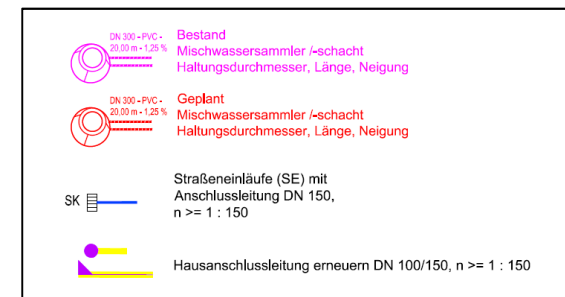 DN 300 - PVC -
20,00 m - 1,25 %
Bestand
Mischwassersammler /-schacht
Haltungsdurchmesser, Länge, Neigung
DN 300 - PVC -
20,00 m - 1,25 %
Geplant
Mischwassersammler /-schacht
Haltungsdurchmesser, Länge, Neigung
SK
Straßeneinläufe (SE) mit
Anschlussleitung DN 150,
n >= 1 : 150
Hausanschlussleitung erneuern DN 100/150, n >= 1 : 150